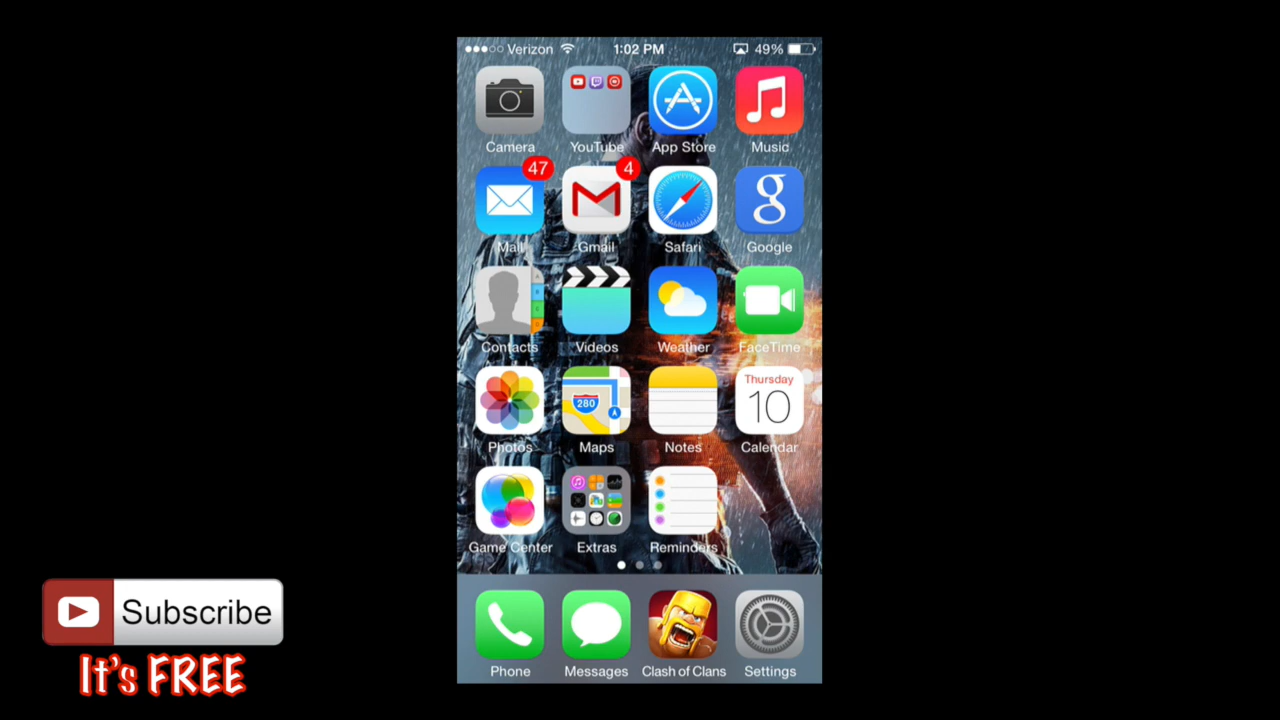 Verizon 1:02 PM 49%
Camera YouTube App Store Music
47 4
Mail Gmail Safari Google
Contacts Videos Weather FaceTime
Thursday
280 A 10
Photos Maps Notes Calendar
Game Center Extras Reminders
Phone Messages Clash of Clans Settings
Subscribe
It's FREE